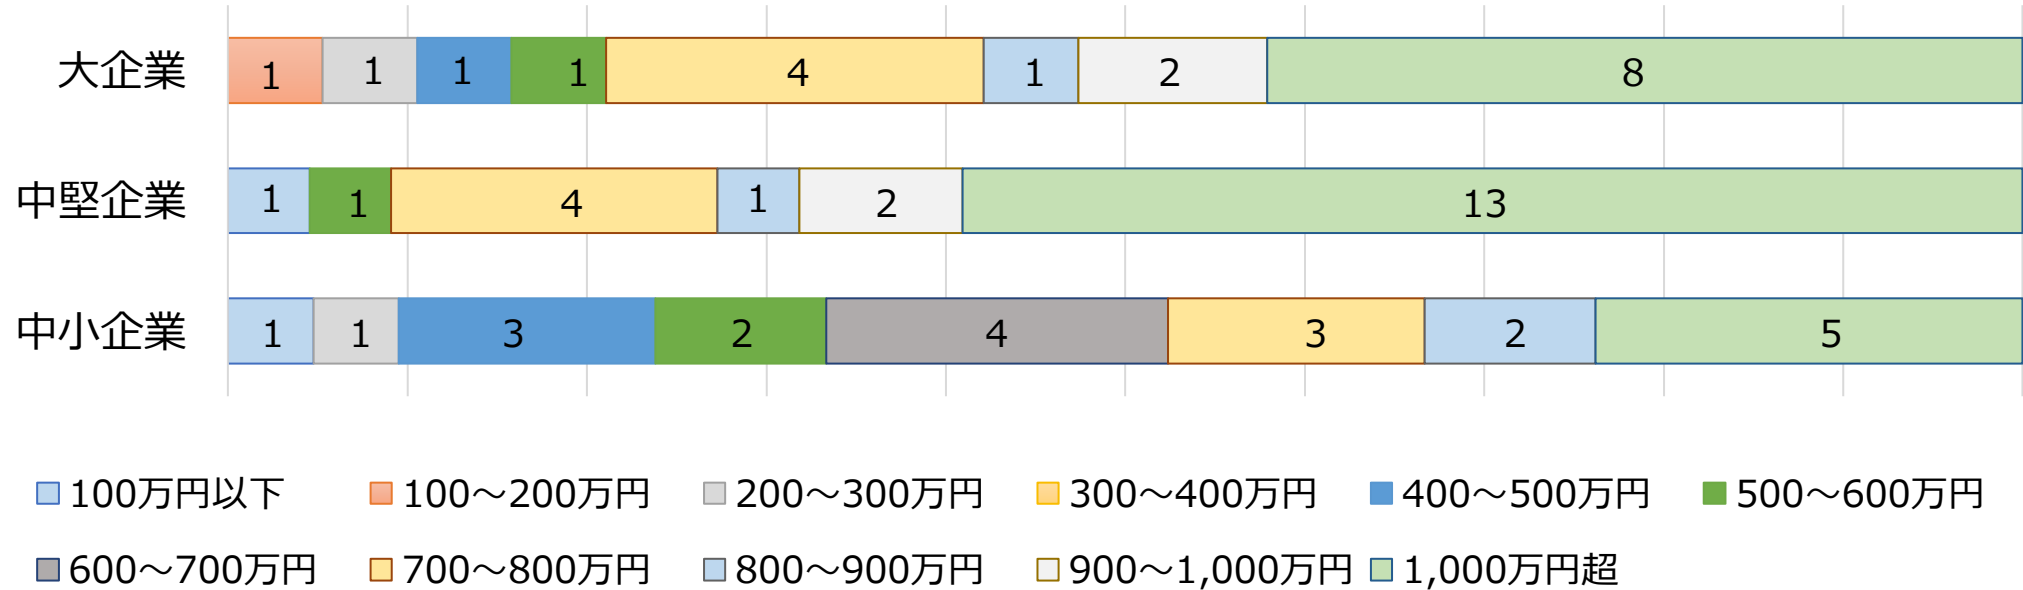 大企業 1 1 1 1 4 1 2 8
中堅企業 1 1 4 1 2 13
中小企業 1 1 3 2 4 3 2 5
100万円以下 100～200万円 200～300万円 300～400万円 400～500万円 500～600万円
600～700万円 700～800万円 800～900万円 900～1,000万円 1,000万円超